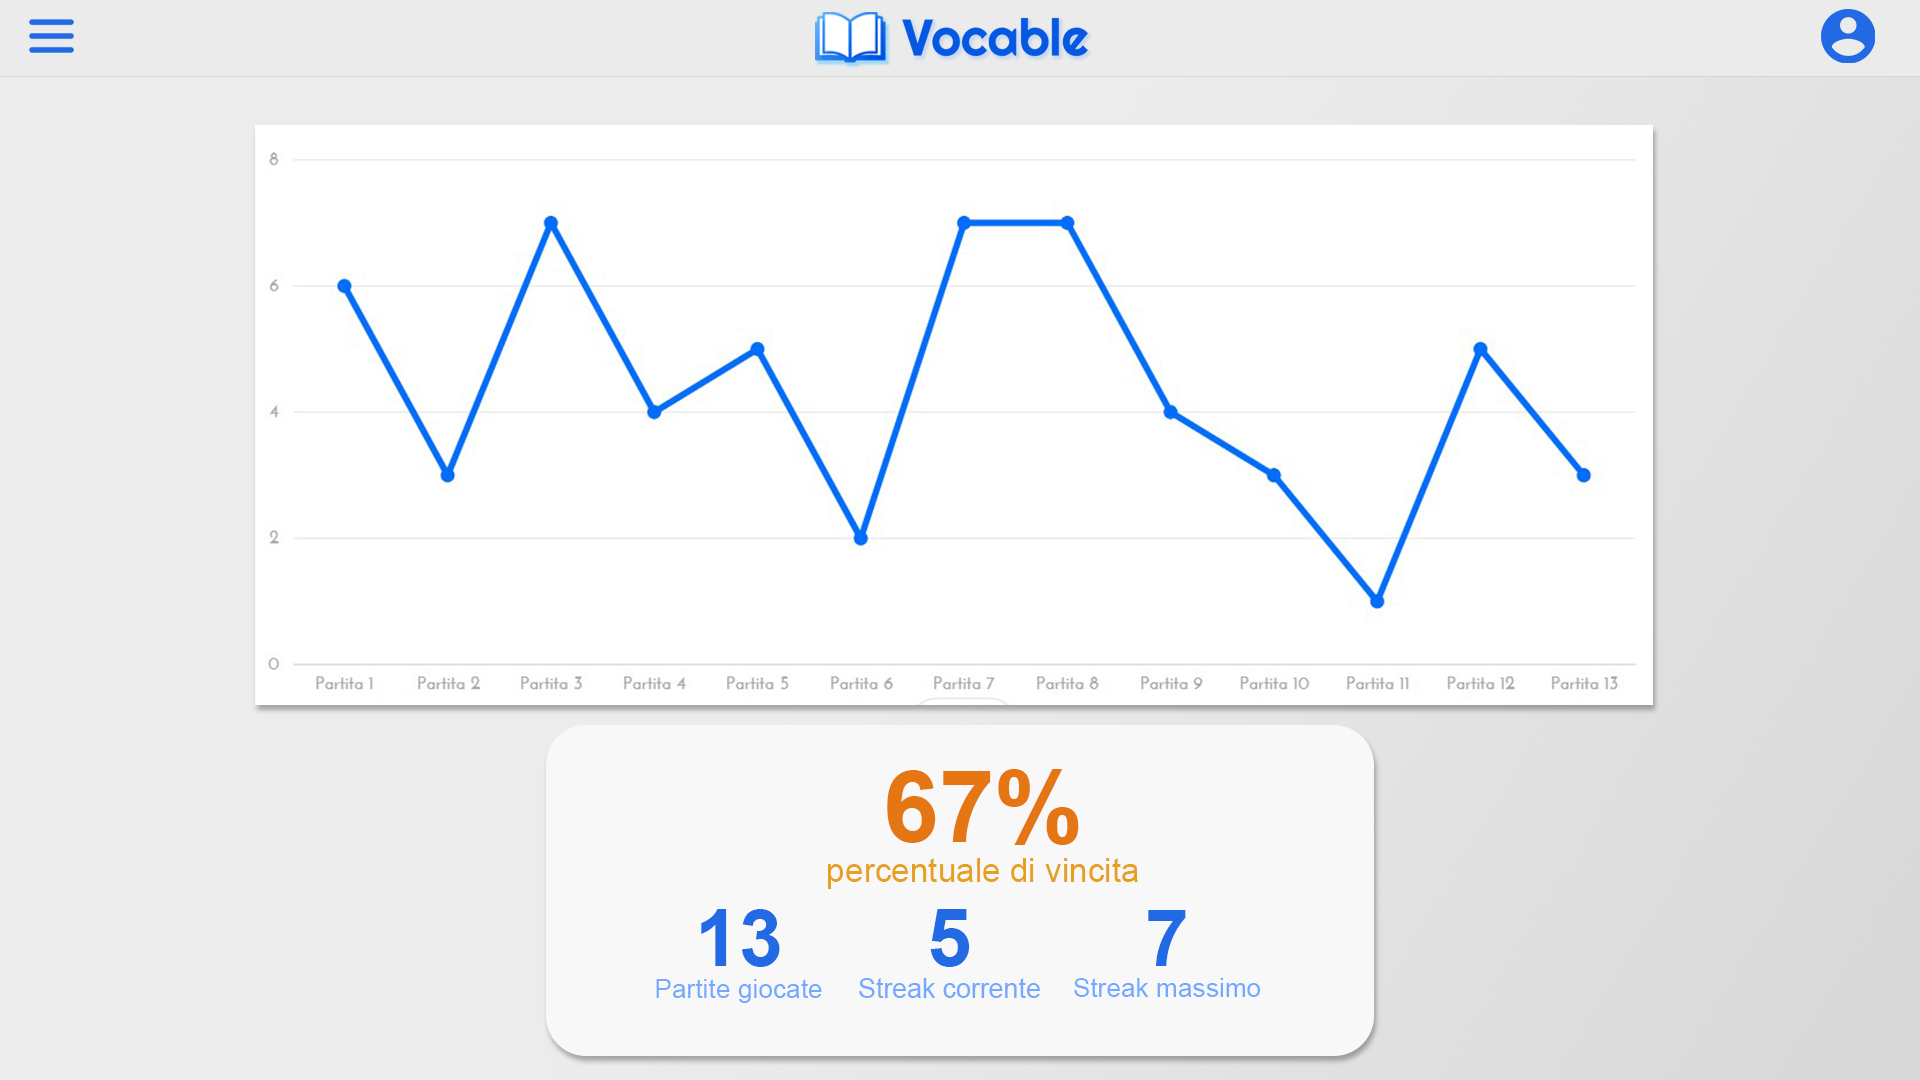 Vocable
8
6
4
2
0
Partita 1 Partita 2 Partita 3 Partita 4 Partita 5 Partita 6 Partita 7 Partita 8 Partita 9 Partita 10 Partita 11 Partita 12 Partita 13
67%
percentuale di vincita
13 5 7
Partite giocate Streak corrente Streak massimo